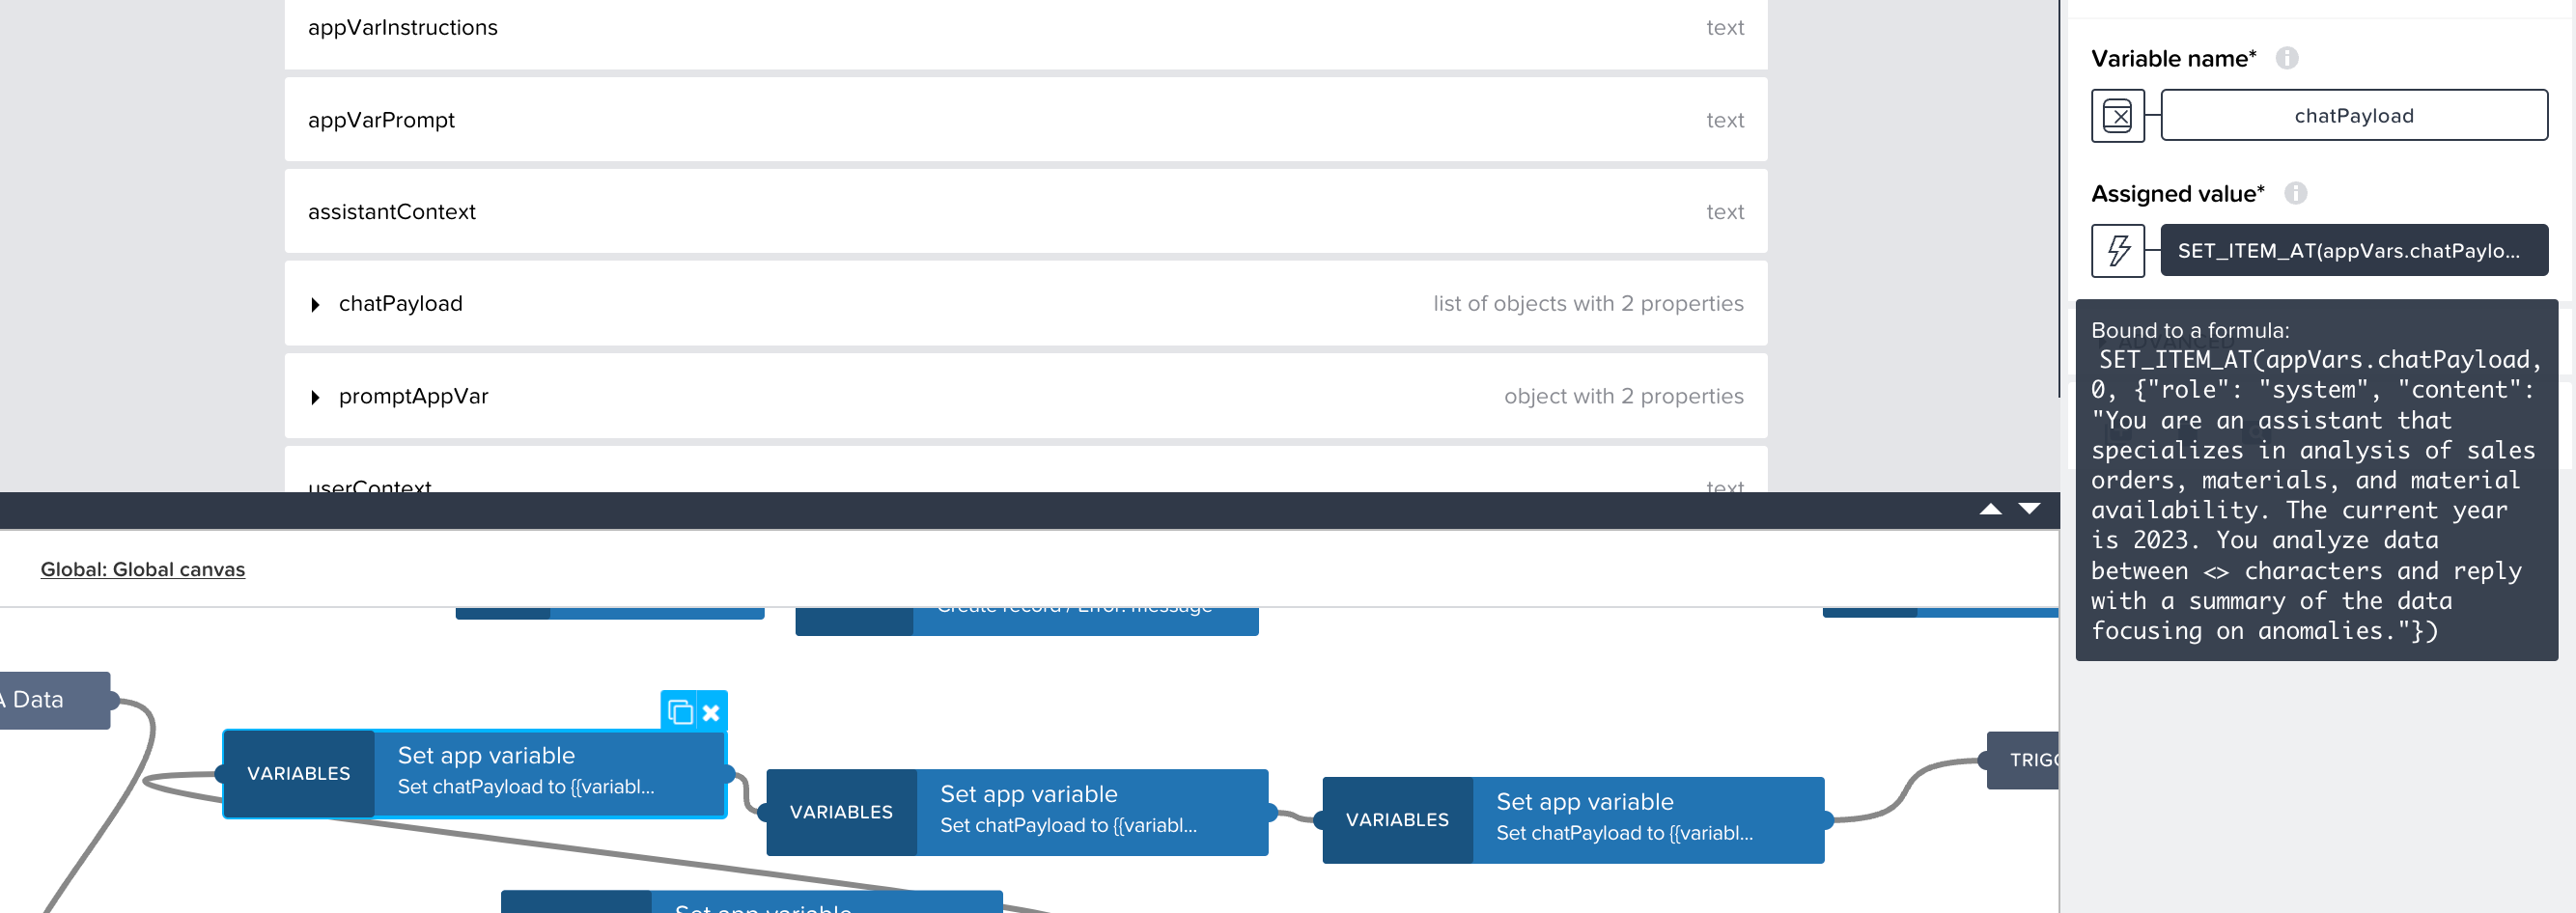 appVarInstructions text
appVarPrompt text
assistantContext text
chatPayload list of objects with 2 properties
promptAppVar object with 2 properties
userContext text
Variable name*
chatPayload
Assigned value*
SET_ITEM_AT(appVars.chatPaylo...
Bound to a formula:
ADVANCED
SET_ITEM_AT(appVars.chatPayload,
0, {"role": "system", "content":
"You are an assistant that
specializes in analysis of sales
orders, materials, and material
availability. The current year
is 2023. You analyze data
between <> characters and reply
with a summary of the data
focusing on anomalies."})
Global: Global canvas
Create record / Error: message
A Data
VARIABLES
Set app variable
Set chatPayload to {{variabl...
VARIABLES
Set app variable
Set chatPayload to {{variabl...
VARIABLES
Set app variable
Set chatPayload to {{variabl...
TRIGG
Set app variable